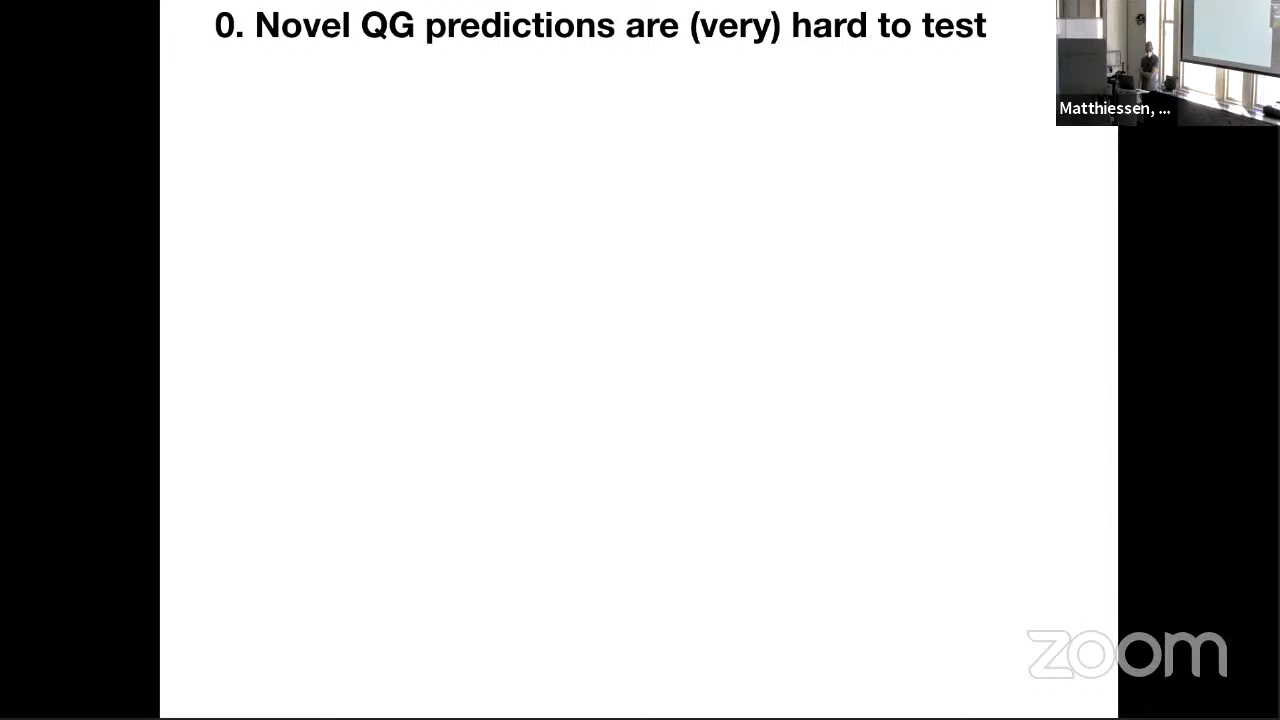 0. Novel QG predictions are (very) hard to test
Matthiessen, ...
zoom